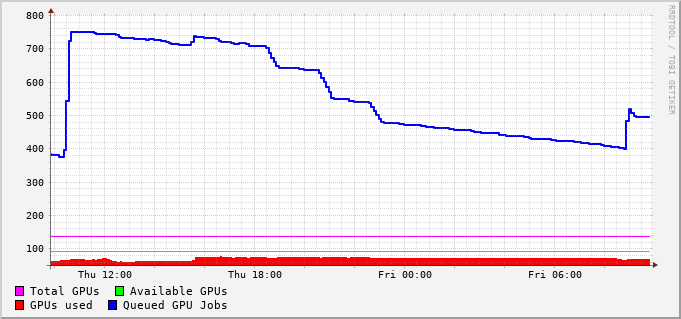 800
700
600
500
400
300
200
100
Thu 12:00 Thu 18:00 Fri 00:00 Fri 06:00
Total GPUs Available GPUs
GPUs used Queued GPU Jobs
RRDTOOL / TOBI OETIKER